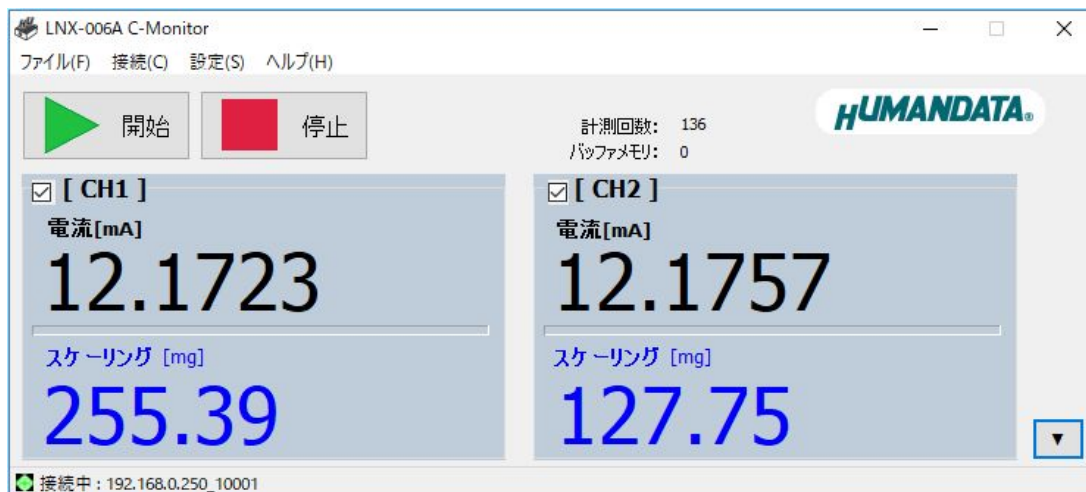 LNX-006A C-Monitor
ファイル(F) 接続(C) 設定(S) ヘルプ(H)
開始 停止
計測回数: 136
バッファメモリ: 0
HUMANDATA®
[ CH1 ]
電流[mA]
12.1723
スケーリング [mg]
255.39
[ CH2 ]
電流[mA]
12.1757
スケーリング [mg]
127.75
▼
接続中 : 192.168.0.250_10001